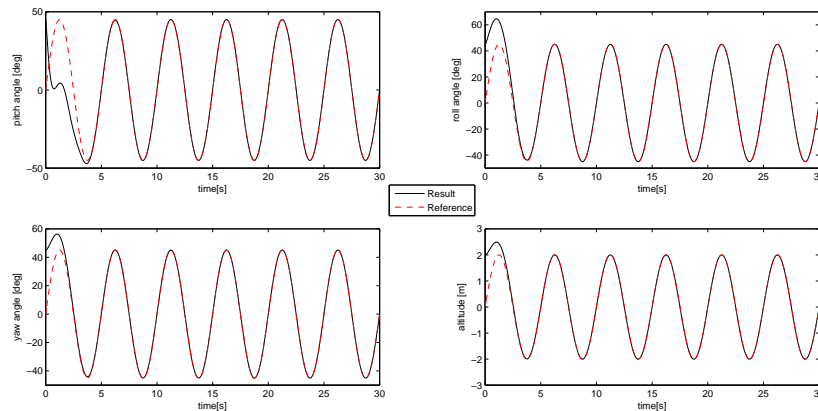 50
0
−50
pitch angle [deg]
0 5 10 15 20 25 30
time[s]
60
40
20
0
−20
−40
roll angle [deg]
0 5 10 15 20 25 30
time[s]
Result
Reference
60
40
20
0
−20
−40
yaw angle [deg]
0 5 10 15 20 25 30
time[s]
3
2
1
0
−1
−2
−3
altitude [m]
0 5 10 15 20 25 30
time[s]